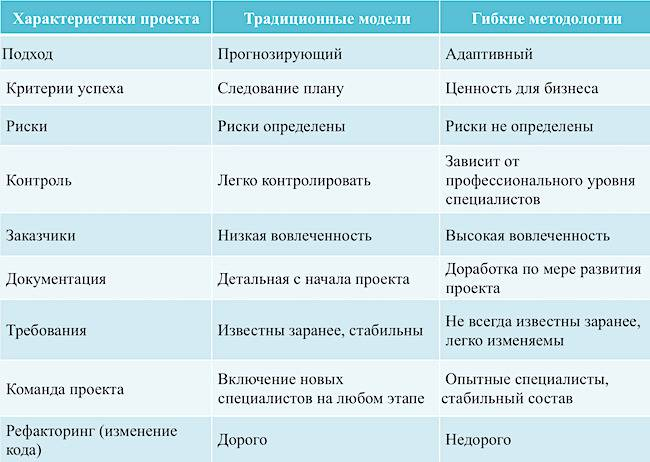 Характеристики проекта Традиционные модели Гибкие методологии
Подход Прогнозирующий Адаптивный
Критерии успеха Следование плану Ценность для бизнеса
Риски Риски определены Риски не определены
Контроль Легко контролировать Зависит от
профессионального уровня
специалистов
Заказчики Низкая вовлеченность Высокая вовлеченность
Документация Детальная с начала проекта Доработка по мере развития
проекта
Требования Известны заранее, стабильны Не всегда известны заранее,
легко изменяемы
Команда проекта Включение новых
специалистов на любом этапе Опытные специалисты,
стабильный состав
Рефакторинг (изменение
кода) Дорого Недорого